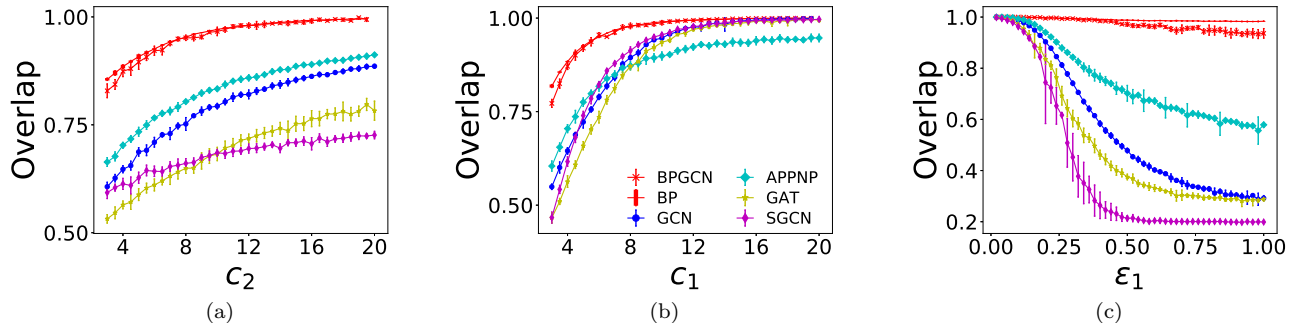 1.00
0.75
0.50
Overlap
4 8 12 16 20
c₂
(a)
1.00
0.75
0.50
Overlap
BPGCN
BP
GCN
APPNP
GAT
SGCN
4 8 12 16 20
c₁
(b)
1.0
0.8
0.6
0.4
0.2
Overlap
0.00 0.25 0.50 0.75 1.00
ε₁
(c)